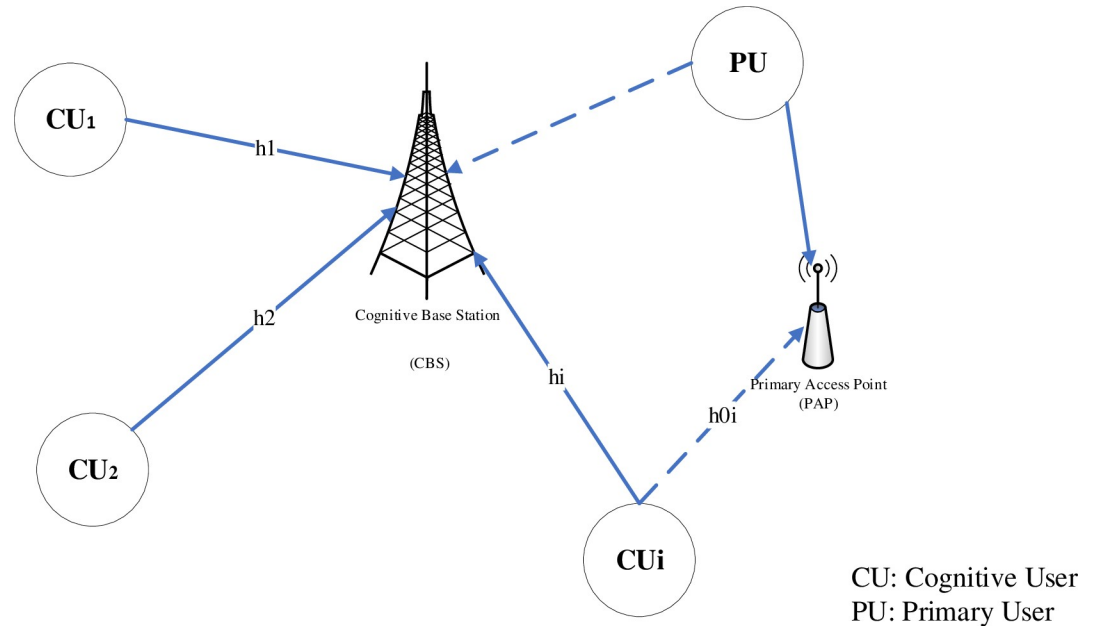 PU
CU₁
h1
Cognitive Base Station
(CBS)
h2
hi
Primary Access Point
(PAP)
h0i
CU₂
CUi
CU: Cognitive User
PU: Primary User